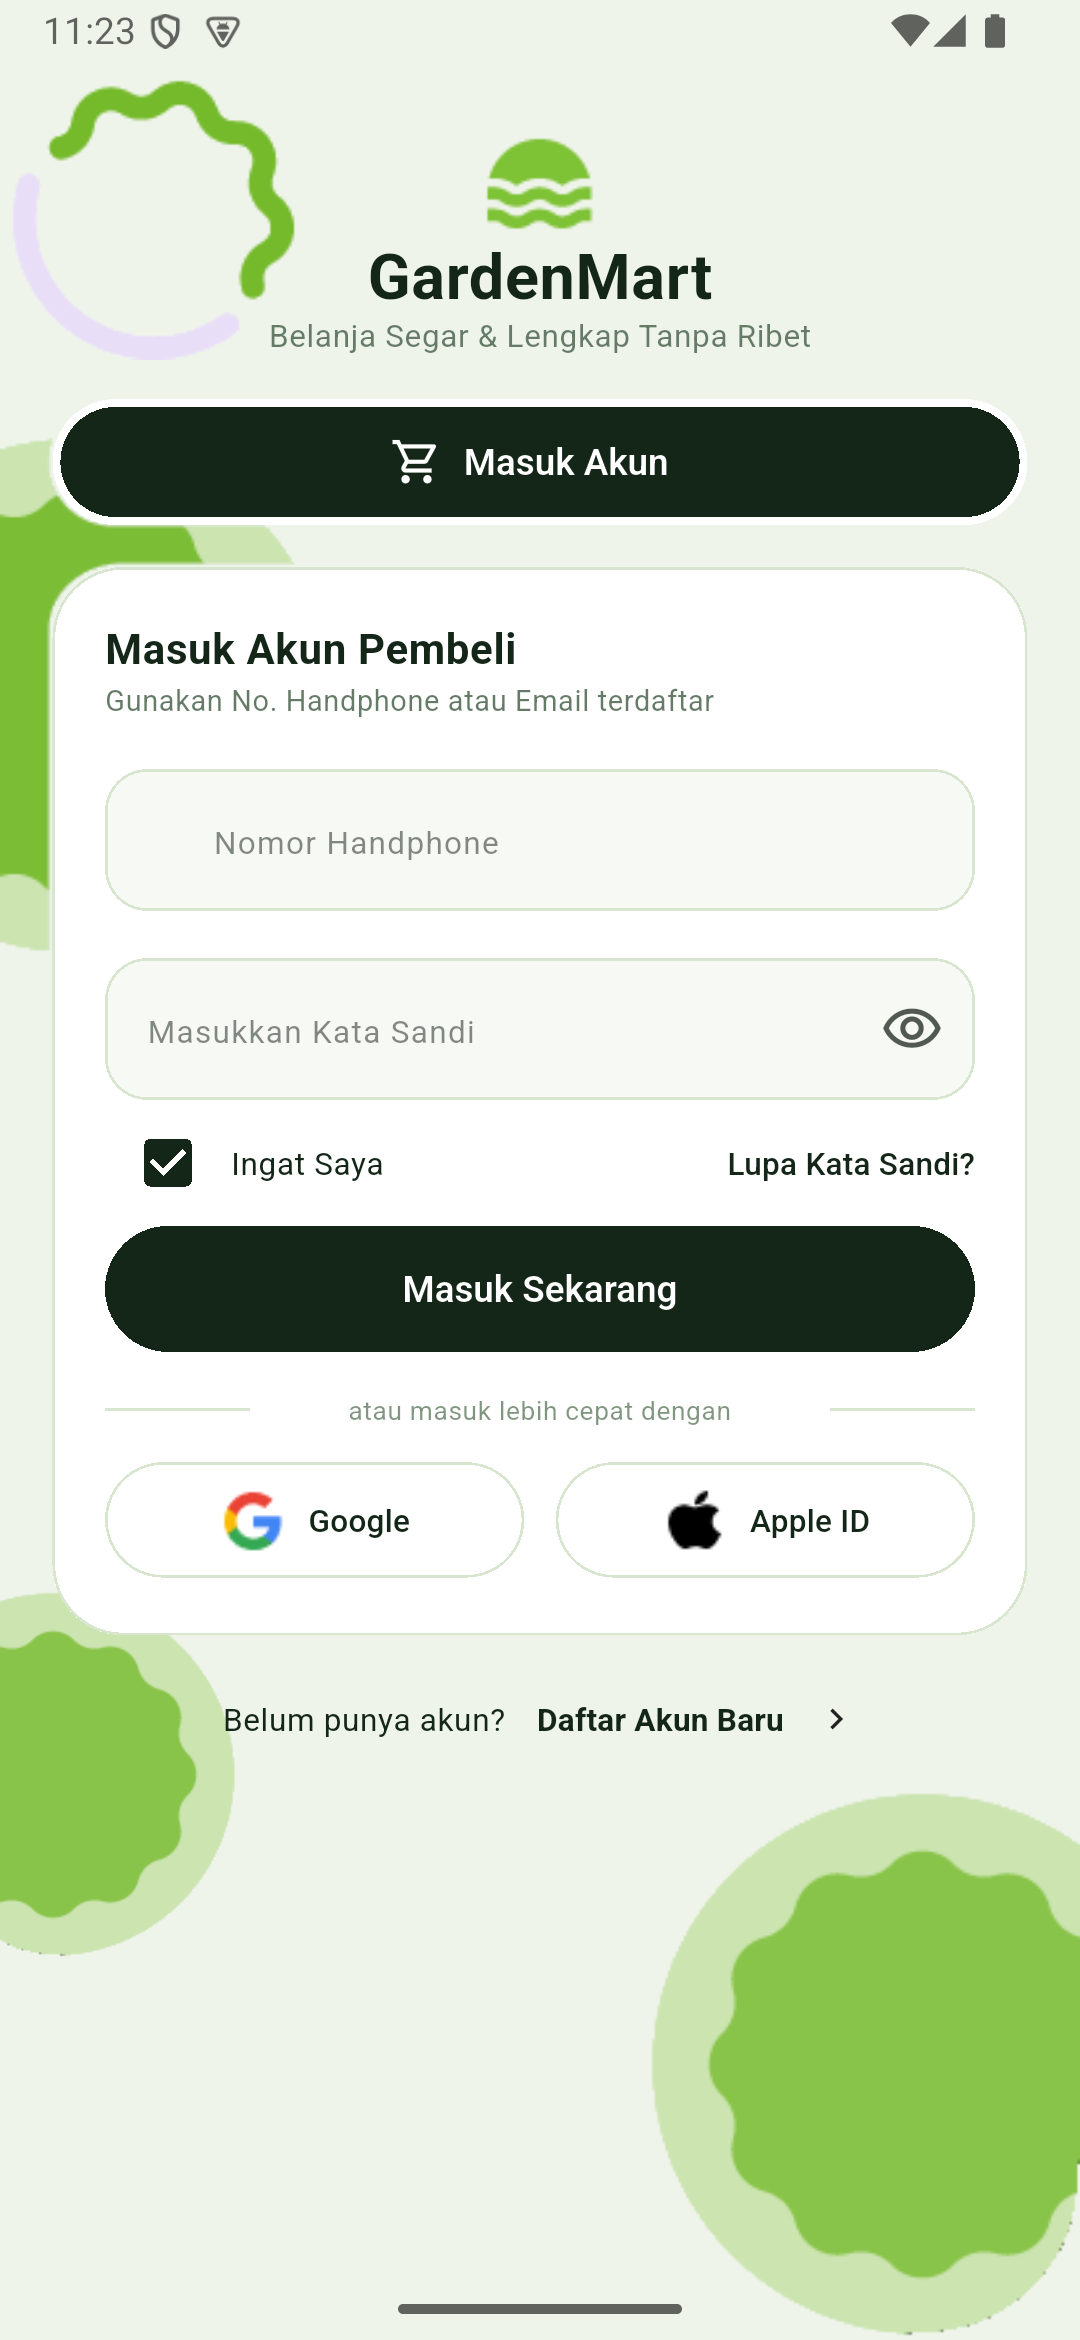 11:23
GardenMart
Belanja Segar & Lengkap Tanpa Ribet
Masuk Akun
Masuk Akun Pembeli
Gunakan No. Handphone atau Email terdaftar
Nomor Handphone
Masukkan Kata Sandi
Ingat Saya
Lupa Kata Sandi?
Masuk Sekarang
atau masuk lebih cepat dengan
Google
Apple ID
Belum punya akun? Daftar Akun Baru